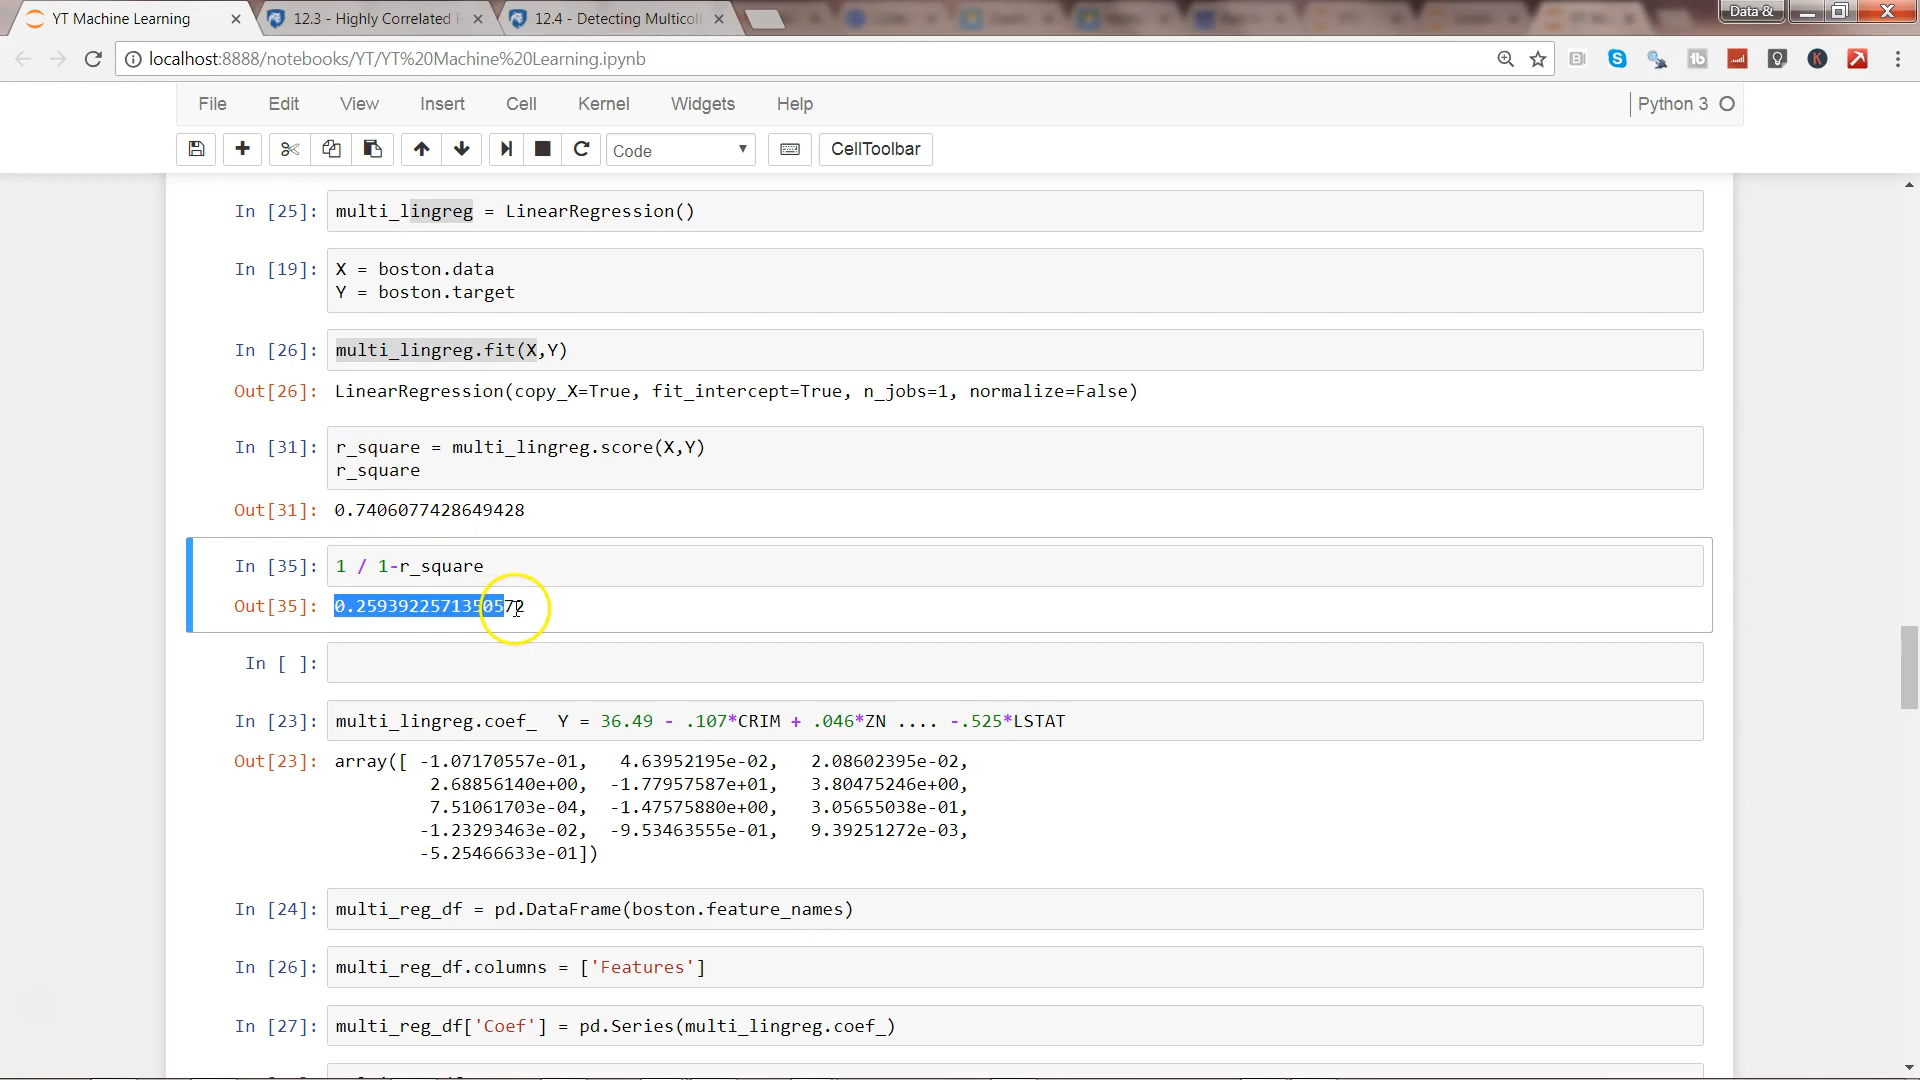 YT Machine Learning
12.3 - Highly Correlated
12.4 - Detecting Multicoll
Data &
localhost:8888/notebooks/YT/YT%20Machine%20Learning.ipynb
File Edit View Insert Cell Kernel Widgets Help
Python 3
Code
CellToolbar
In [25]: multi_lingreg = LinearRegression()
In [19]: X = boston.data
Y = boston.target
In [26]: multi_lingreg.fit(X,Y)
Out[26]: LinearRegression(copy_X=True, fit_intercept=True, n_jobs=1, normalize=False)
In [31]: r_square = multi_lingreg.score(X,Y)
r_square
Out[31]: 0.7406077428649428
In [35]: 1 / 1-r_square
Out[35]: 0.2593922571350572
In [ ]:
In [23]: multi_lingreg.coef_  Y = 36.49 - .107*CRIM + .046*ZN .... -.525*LSTAT
Out[23]: array([ -1.07170557e-01, 4.63952195e-02, 2.08602395e-02,
2.68856140e+00, -1.77957587e+01, 3.80475246e+00,
7.51061703e-04, -1.47575880e+00, 3.05655038e-01,
-1.23293463e-02, -9.53463555e-01, 9.39251272e-03,
-5.25466633e-01])
In [24]: multi_reg_df = pd.DataFrame(boston.feature_names)
In [26]: multi_reg_df.columns = ['Features']
In [27]: multi_reg_df['Coef'] = pd.Series(multi_lingreg.coef_)